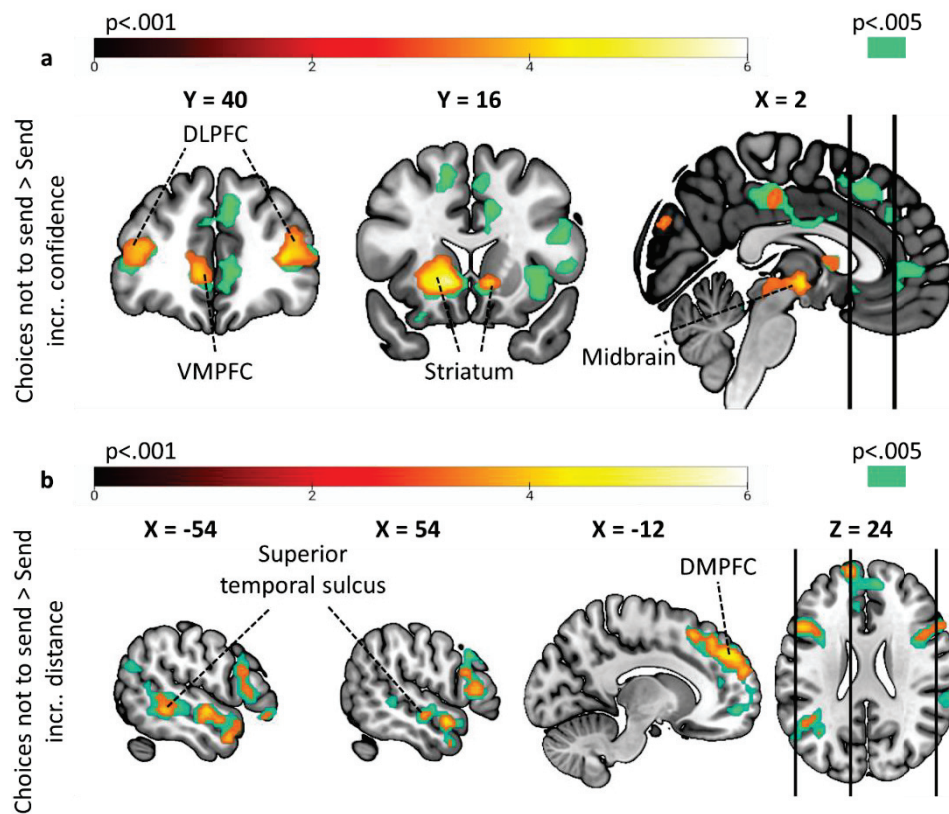 p<.001
p<.005
a
0 2 4 6
Y = 40
Y = 16
X = 2
DLPFC
VMPFC
Striatum
Midbrain
Choices not to send > Send
incr. confidence
p<.001
p<.005
b
0 2 4 6
X = -54
X = 54
X = -12
Z = 24
Superior
temporal sulcus
DMPFC
Choices not to send > Send
incr. distance